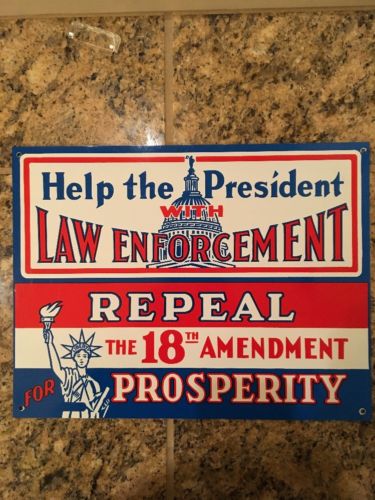 Help the President
WITH
LAW ENFORCEMENT
REPEAL
THE 18TH AMENDMENT
FOR PROSPERITY